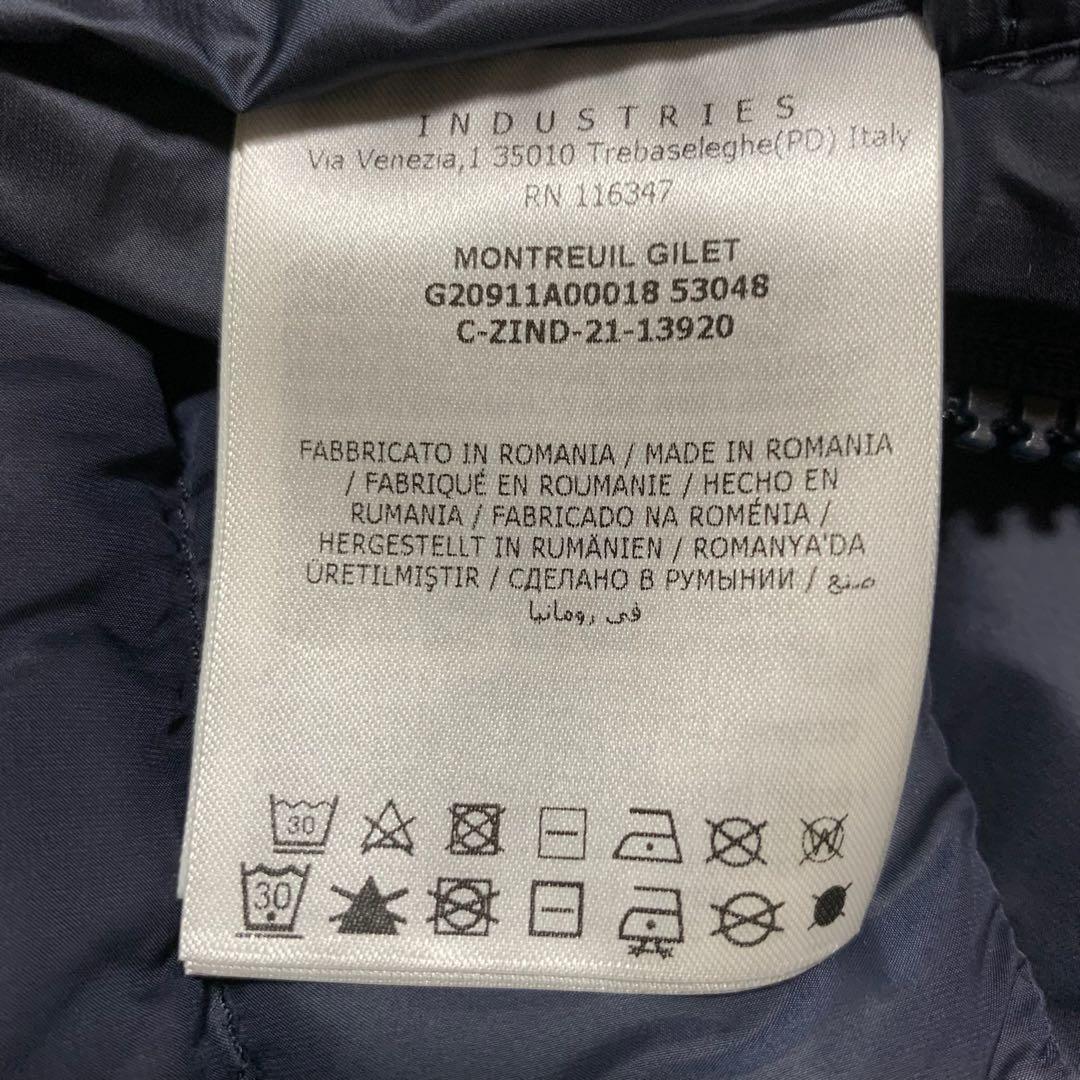 INDUSTRIES
Via Venezia,1 35010 Trebaseleghe(PD) Italy
RN 116347
MONTREUIL GILET
G20911A00018 53048
C-ZIND-21-13920
FABBRICATO IN ROMANIA / MADE IN ROMANIA
/ FABRIQUÉ EN ROUMANIE / HECHO EN
RUMANIA / FABRICADO NA ROMÉNIA /
HERGESTELLT IN RUMÄNIEN / ROMANYA'DA
ÜRETILMIŞTIR / СДЕЛАНО В РУМЫНИИ / صنع
في رومانيا
30 W
30